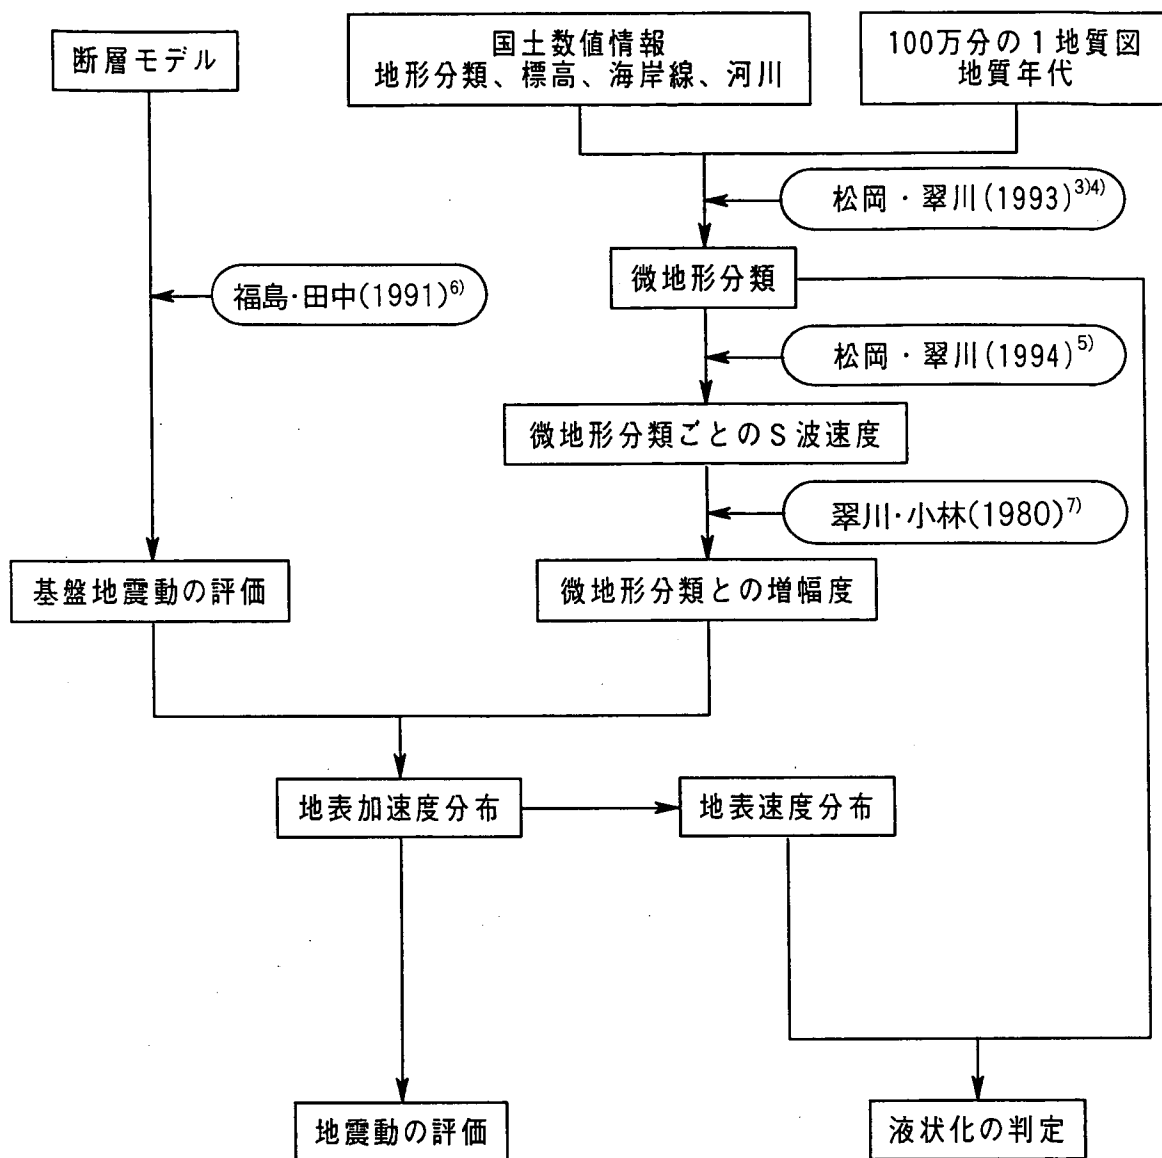 断層モデル
国土数値情報
地形分類、標高、海岸線、河川
100万分の1地質図
地質年代
松岡・翠川(1993)3)4)
微地形分類
福島・田中(1991)6)
松岡・翠川(1994)5)
微地形分類ごとのS波速度
翠川・小林(1980)7)
基盤地震動の評価
微地形分類との増幅度
地表加速度分布
地表速度分布
地震動の評価
液状化の判定